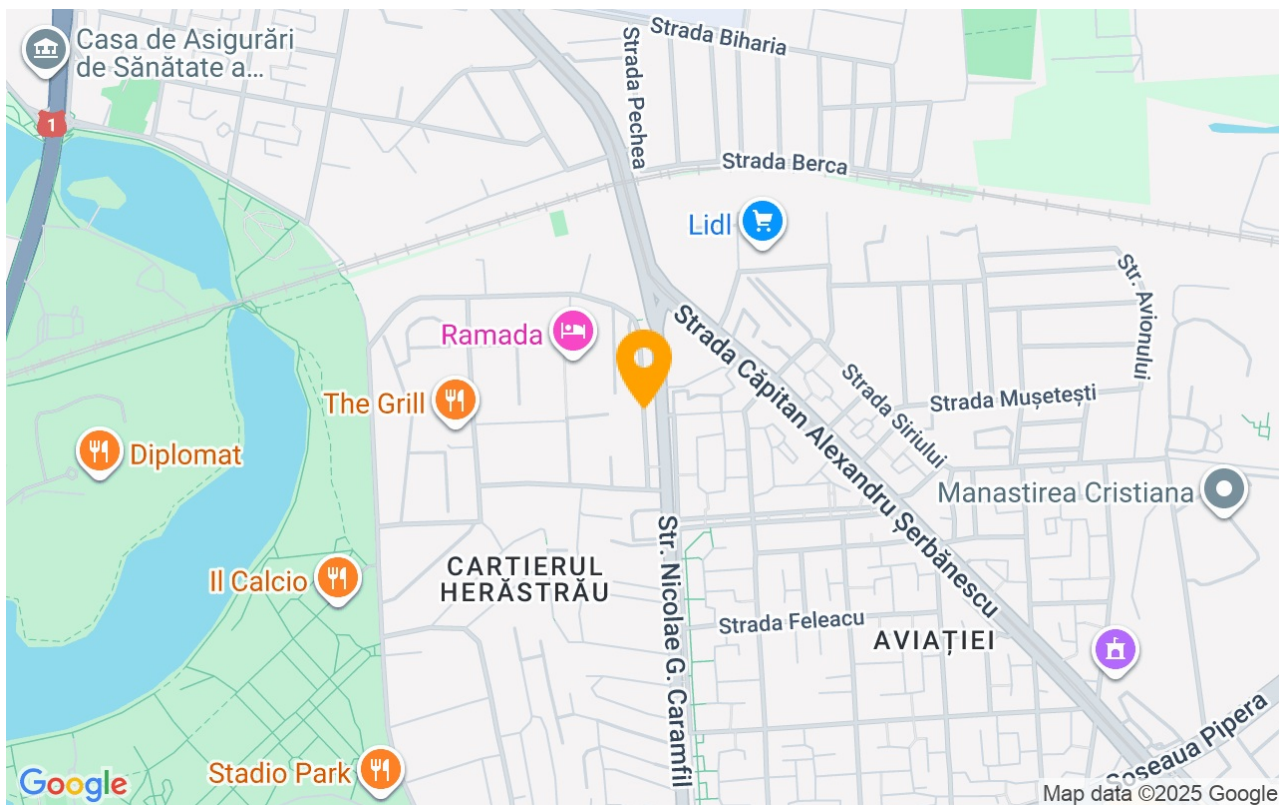 Casa de Asigurări
de Sănătate a...
Strada Biharia
Strada Pechea
1
Strada Berca
Lidl
Str. Avionului
Ramada
Strada Căpitan Alexandru Șerbănescu
The Grill
Strada Siriului
Strada Mușetești
Diplomat
Manastirea Cristiana
Str. Nicolae G. Caramfil
CARTIERUL
HERĂSTRĂU
Il Calcio
Strada Feleacu
AVIAȚIEI
Stadio Park
Soseaua Pipera
Google
Map data ©2025 Google